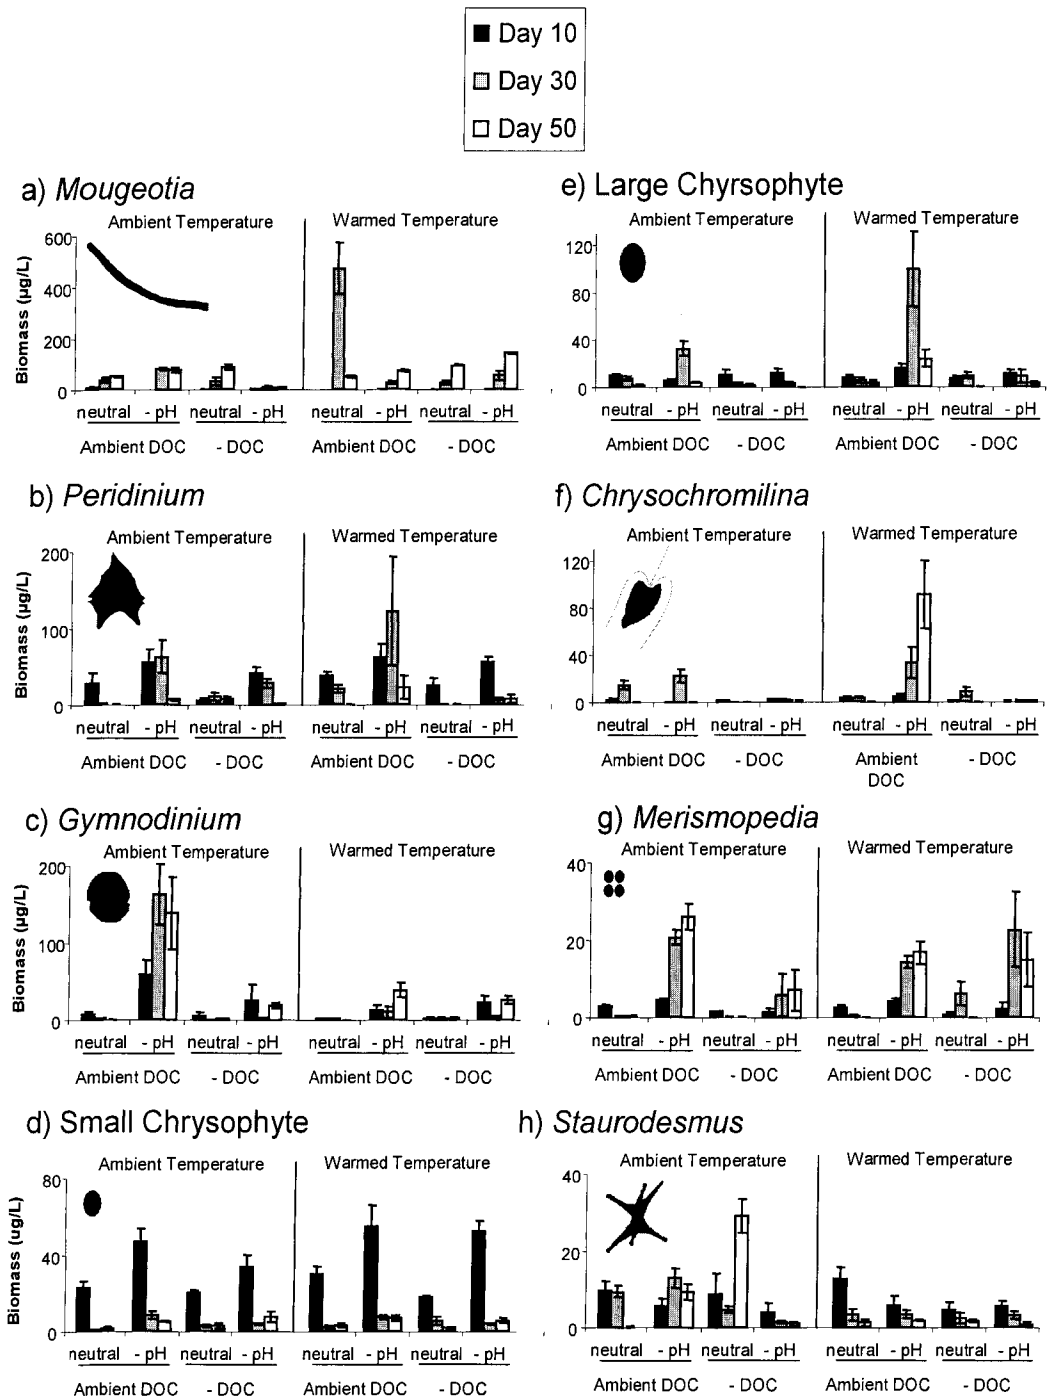 Day 10
Day 30
Day 50
a) Mougeotia
Ambient Temperature Warmed Temperature
Biomass (µg/L)
600
400
200
0
neutral - pH neutral - pH neutral - pH neutral - pH
Ambient DOC - DOC Ambient DOC - DOC
b) Peridinium
Ambient Temperature Warmed Temperature
Biomass (µg/L)
200
100
0
neutral - pH neutral - pH neutral - pH neutral - pH
Ambient DOC - DOC Ambient DOC - DOC
c) Gymnodinium
Ambient Temperature Warmed Temperature
Biomass (µg/L)
200
100
0
neutral - pH neutral - pH neutral - pH neutral - pH
Ambient DOC - DOC Ambient DOC - DOC
d) Small Chrysophyte
Ambient Temperature Warmed Temperature
Biomass (ug/L)
80
40
0
neutral - pH neutral - pH neutral - pH neutral - pH
Ambient DOC - DOC Ambient DOC - DOC
e) Large Chyrsophyte
Ambient Temperature Warmed Temperature
120
80
40
0
neutral - pH neutral - pH neutral - pH neutral - pH
Ambient DOC - DOC Ambient DOC - DOC
f) Chrysochromilina
Ambient Temperature Warmed Temperature
120
80
40
0
neutral - pH neutral - pH neutral - pH neutral - pH
Ambient DOC - DOC Ambient - DOC
DOC
g) Merismopedia
Ambient Temperature Warmed Temperature
40
20
0
neutral - pH neutral - pH neutral - pH neutral - pH
Ambient DOC - DOC Ambient DOC - DOC
h) Staurodesmus
Ambient Temperature Warmed Temperature
40
20
0
neutral - pH neutral - pH neutral - pH neutral - pH
Ambient DOC - DOC Ambient DOC - DOC